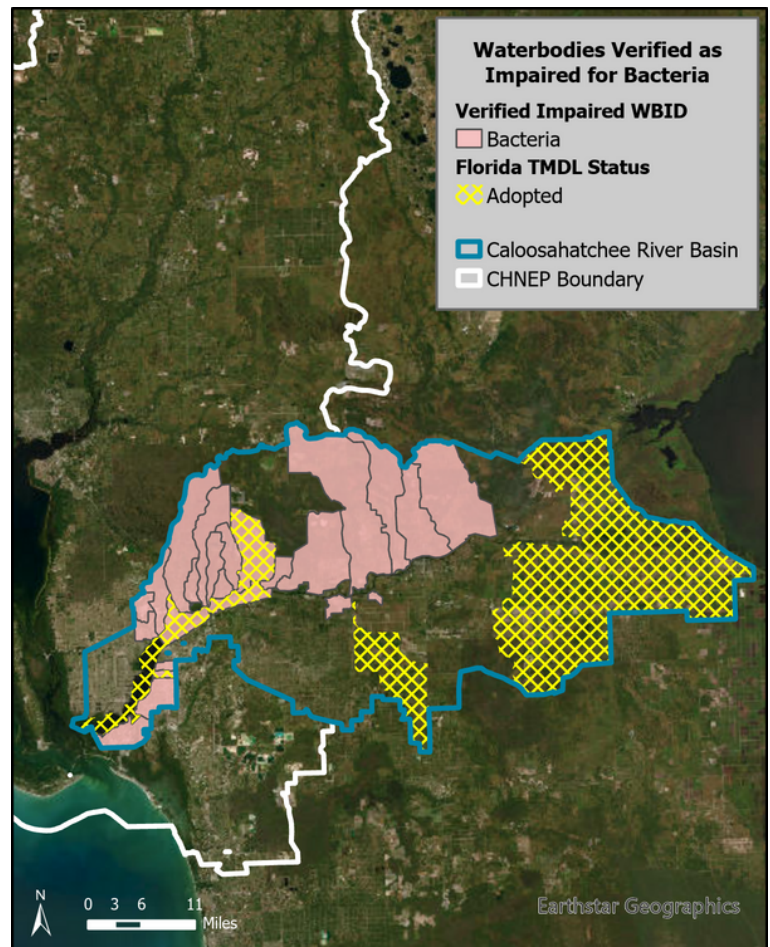 Waterbodies Verified as
Impaired for Bacteria
Verified Impaired WBID
Bacteria
Florida TMDL Status
Adopted
Caloosahatchee River Basin
CHNEP Boundary
N
0 3 6 11
Miles
Earthstar Geographics